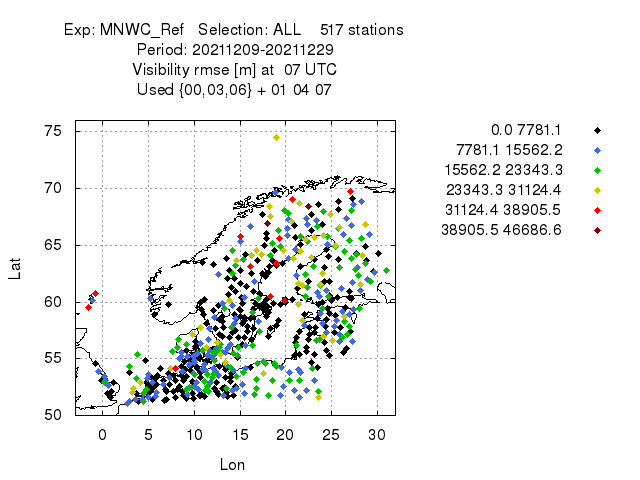 Exp: MNWC_Ref   Selection: ALL    517 stations
Period: 20211209-20211229
Visibility rmse [m] at  07 UTC
Used {00,03,06} + 01 04 07
0.0 7781.1
7781.1 15562.2
15562.2 23343.3
23343.3 31124.4
31124.4 38905.5
38905.5 46686.6
75
70
65
60
55
50
Lat
0 5 10 15 20 25 30
Lon